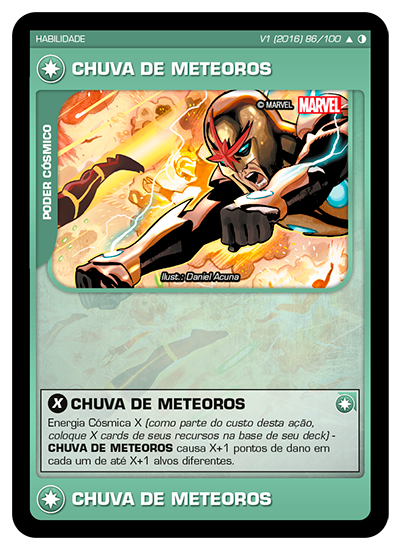 HABILIDADE V1 (2016) 86/100
CHUVA DE METEOROS
© MARVEL MARVEL
PODER CÓSMICO
Ilust.: Daniel Acuna
X CHUVA DE METEOROS
Energia Cósmica X (como parte do custo desta ação,
coloque X cards de seus recursos na base de seu deck) -
CHUVA DE METEOROS causa X+1 pontos de dano em
cada um de até X+1 alvos diferentes.
CHUVA DE METEOROS